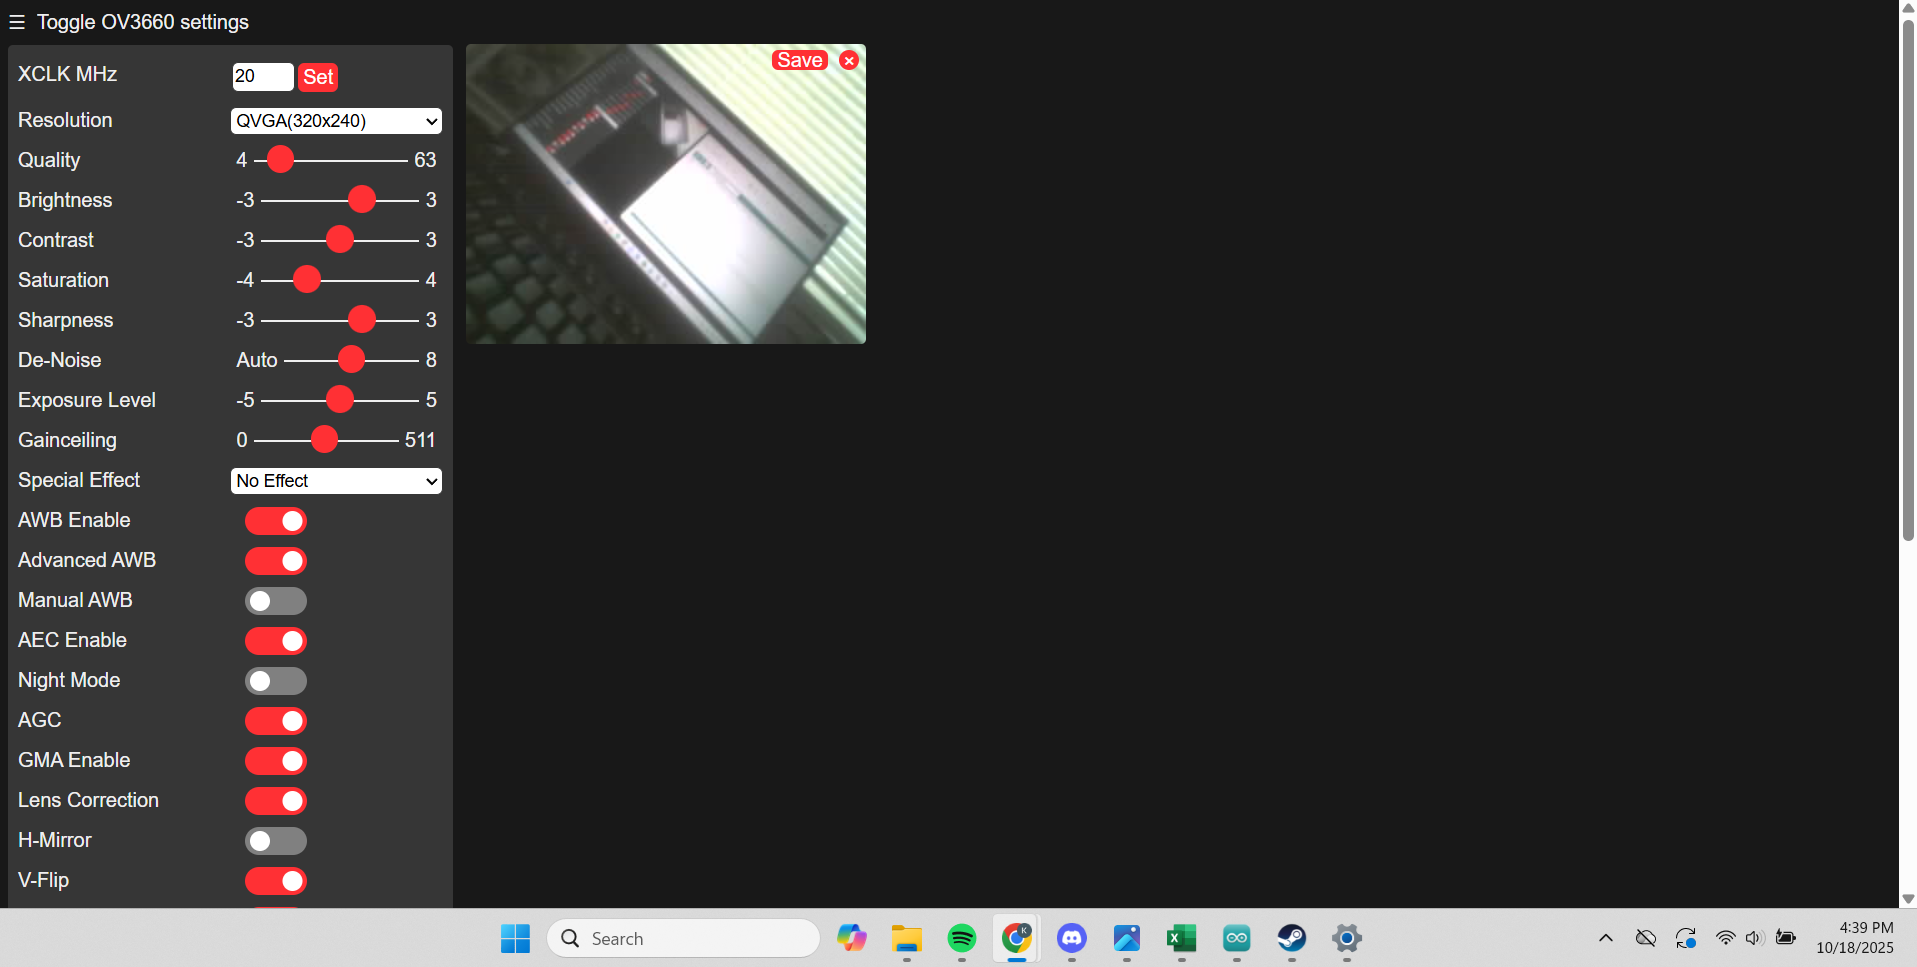 ☰ Toggle OV3660 settings
XCLK MHz 20 Set
Resolution QVGA(320x240)
Quality 4 63
Brightness -3 3
Contrast -3 3
Saturation -4 4
Sharpness -3 3
De-Noise Auto 8
Exposure Level -5 5
Gainceiling 0 511
Special Effect No Effect
AWB Enable
Advanced AWB
Manual AWB
AEC Enable
Night Mode
AGC
GMA Enable
Lens Correction
H-Mirror
V-Flip
Save ×
Search
K
4:39 PM
10/18/2025